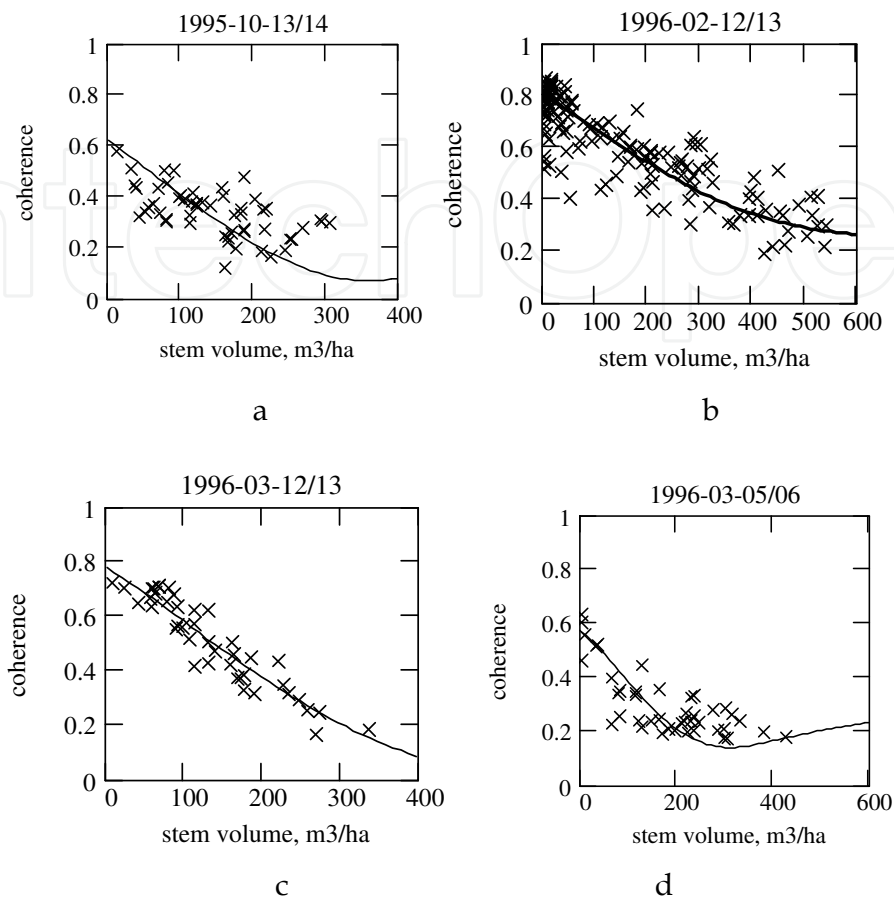 1995-10-13/14
1
0.8
0.6
0.4
0.2
0
0 100 200 300 400
coherence
stem volume, m3/ha
a
1996-02-12/13
1
0.8
0.6
0.4
0.2
0
0 100 200 300 400 500 600
coherence
stem volume, m3/ha
b
1996-03-12/13
1
0.8
0.6
0.4
0.2
0
0 100 200 300 400
coherence
stem volume, m3/ha
c
1996-03-05/06
1
0.8
0.6
0.4
0.2
0
0 200 400 600
coherence
stem volume, m3/ha
d
ntechope